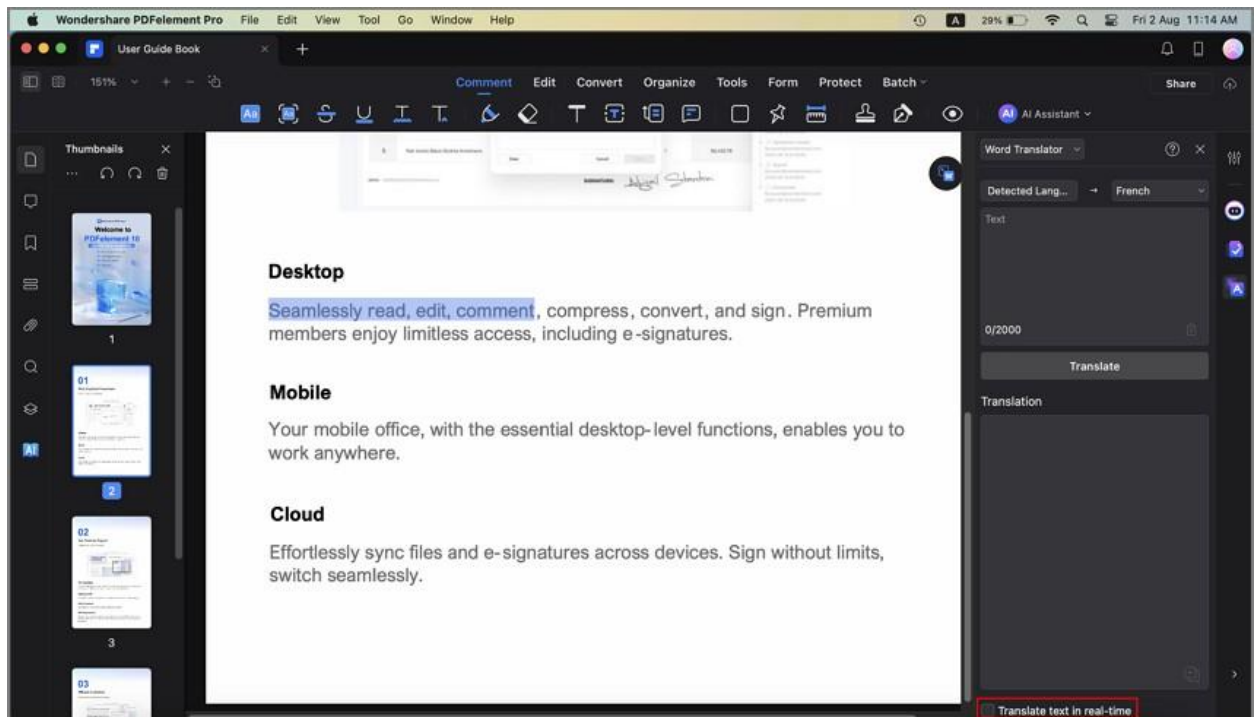 Wondershare PDFelement Pro File Edit View Tool Go Window Help A 29% Fri 2 Aug 11:14 AM
User Guide Book
151% Comment Edit Convert Organize Tools Form Protect Batch Share
AI AI Assistant
Thumbnails
Word Translator
Detected Lang... → French
Text
0/2000
Translate
Translation
Translate text in real-time
Desktop
Seamlessly read, edit, comment, compress, convert, and sign. Premium
members enjoy limitless access, including e-signatures.
Mobile
Your mobile office, with the essential desktop-level functions, enables you to
work anywhere.
Cloud
Effortlessly sync files and e-signatures across devices. Sign without limits,
switch seamlessly.
Welcome to
PDFelement 10
1
01
2
02
3
03
AI